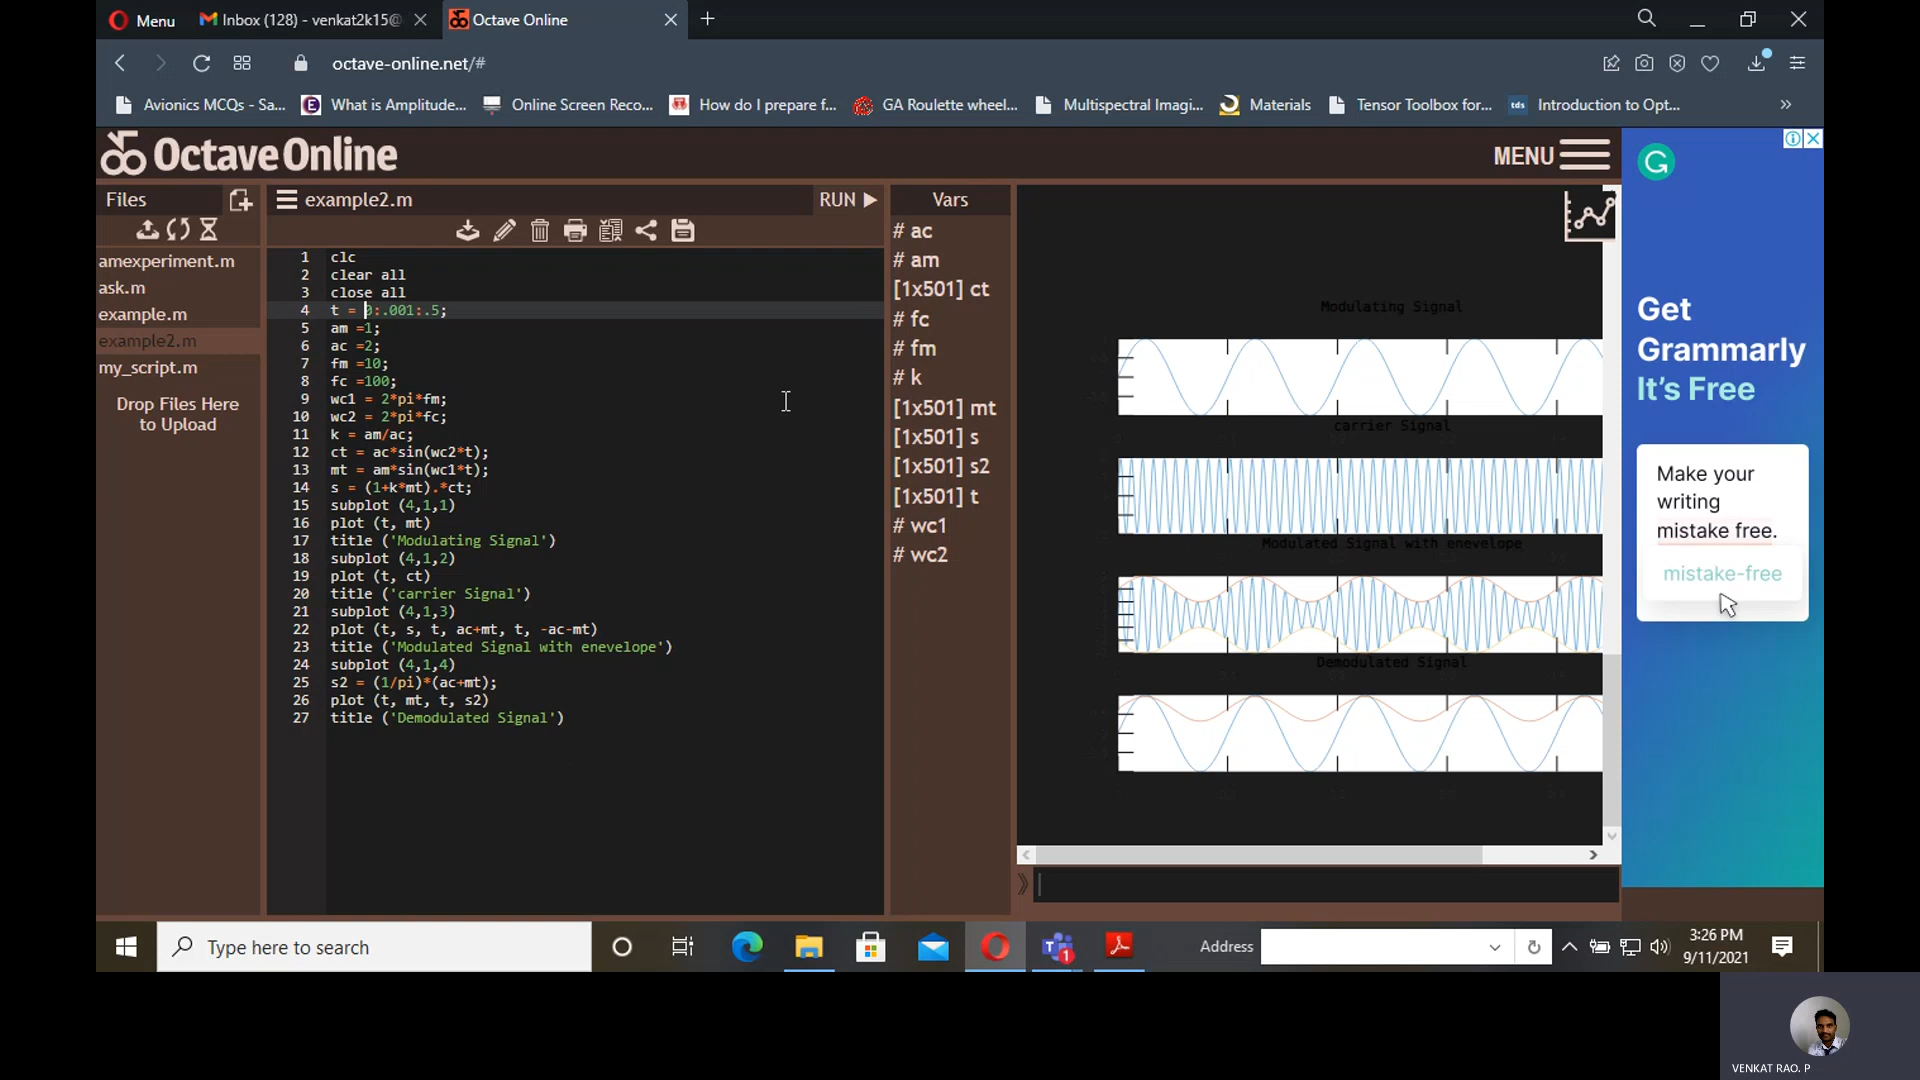 Menu
Inbox (128) - venkat2k15@
Octave Online
octave-online.net/#
Avionics MCQs - Sa...
What is Amplitude...
Online Screen Reco...
How do I prepare f...
GA Roulette wheel...
Multispectral Imagi...
Materials
Tensor Toolbox for...
tds
Introduction to Opt...
Octave Online
MENU
Files
amexperiment.m
ask.m
example.m
example2.m
my_script.m
Drop Files Here
to Upload
example2.m
RUN
1 clc
2 clear all
3 close all
4 t = 0:.001:.5;
5 am =1;
6 ac =2;
7 fm =10;
8 fc =100;
9 wc1 = 2*pi*fm;
10 wc2 = 2*pi*fc;
11 k = am/ac;
12 ct = ac*sin(wc2*t);
13 mt = am*sin(wc1*t);
14 s = (1+k*mt).*ct;
15 subplot (4,1,1)
16 plot (t, mt)
17 title ('Modulating Signal')
18 subplot (4,1,2)
19 plot (t, ct)
20 title ('carrier Signal')
21 subplot (4,1,3)
22 plot (t, s, t, ac+mt, t, -ac-mt)
23 title ('Modulated Signal with enevelope')
24 subplot (4,1,4)
25 s2 = (1/pi)*(ac+mt);
26 plot (t, mt, t, s2)
27 title ('Demodulated Signal')
Vars
# ac
# am
[1x501] ct
# fc
# fm
# k
[1x501] mt
[1x501] s
[1x501] s2
[1x501] t
# wc1
# wc2
Modulating Signal
carrier Signal
Modulated Signal with enevelope
Demodulated Signal
Get
Grammarly
It's Free
Make your
writing
mistake free.
mistake-free
Type here to search
Address
3:26 PM
9/11/2021
VENKAT RAO. P